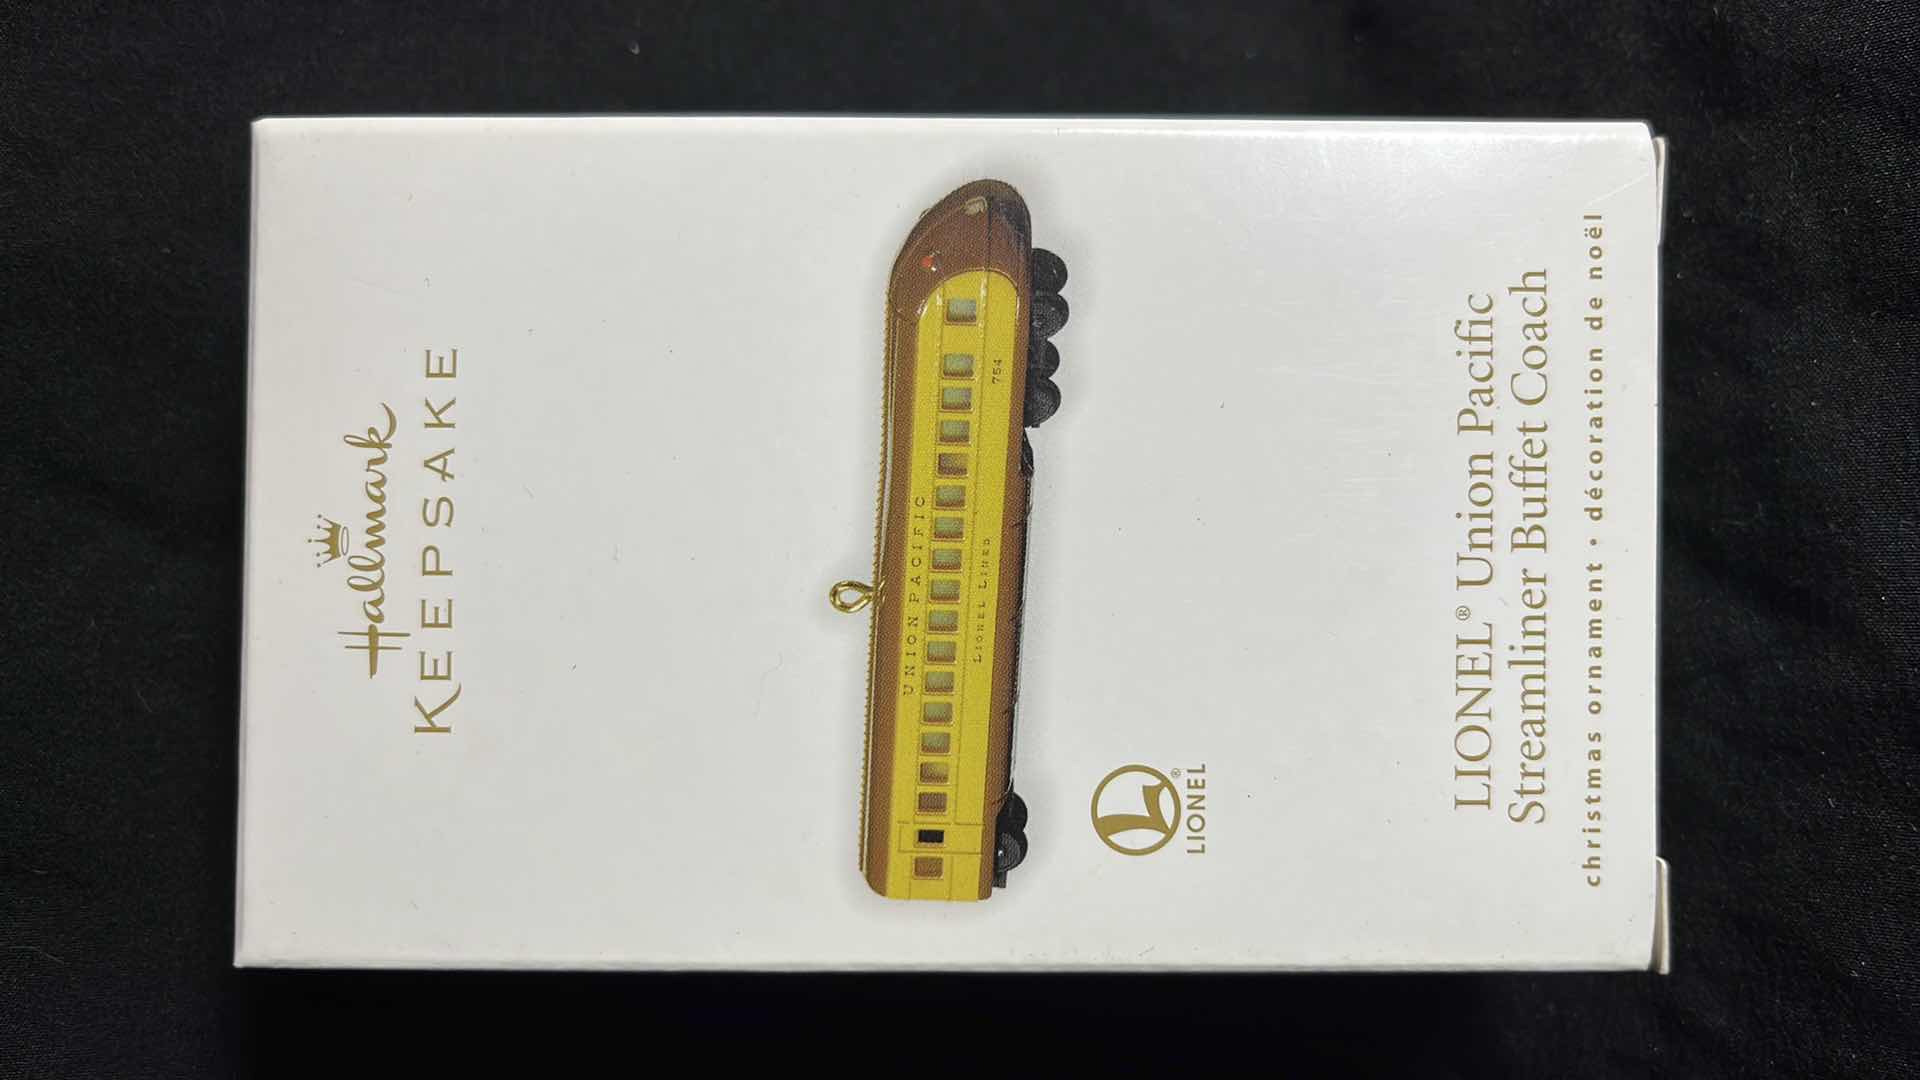 Hallmark
KEEPSAKE
UNION PACIFIC
754
LIONEL LINES
L
LIONEL®
LIONEL® Union Pacific
Streamliner Buffet Coach
christmas ornament • décoration de noël